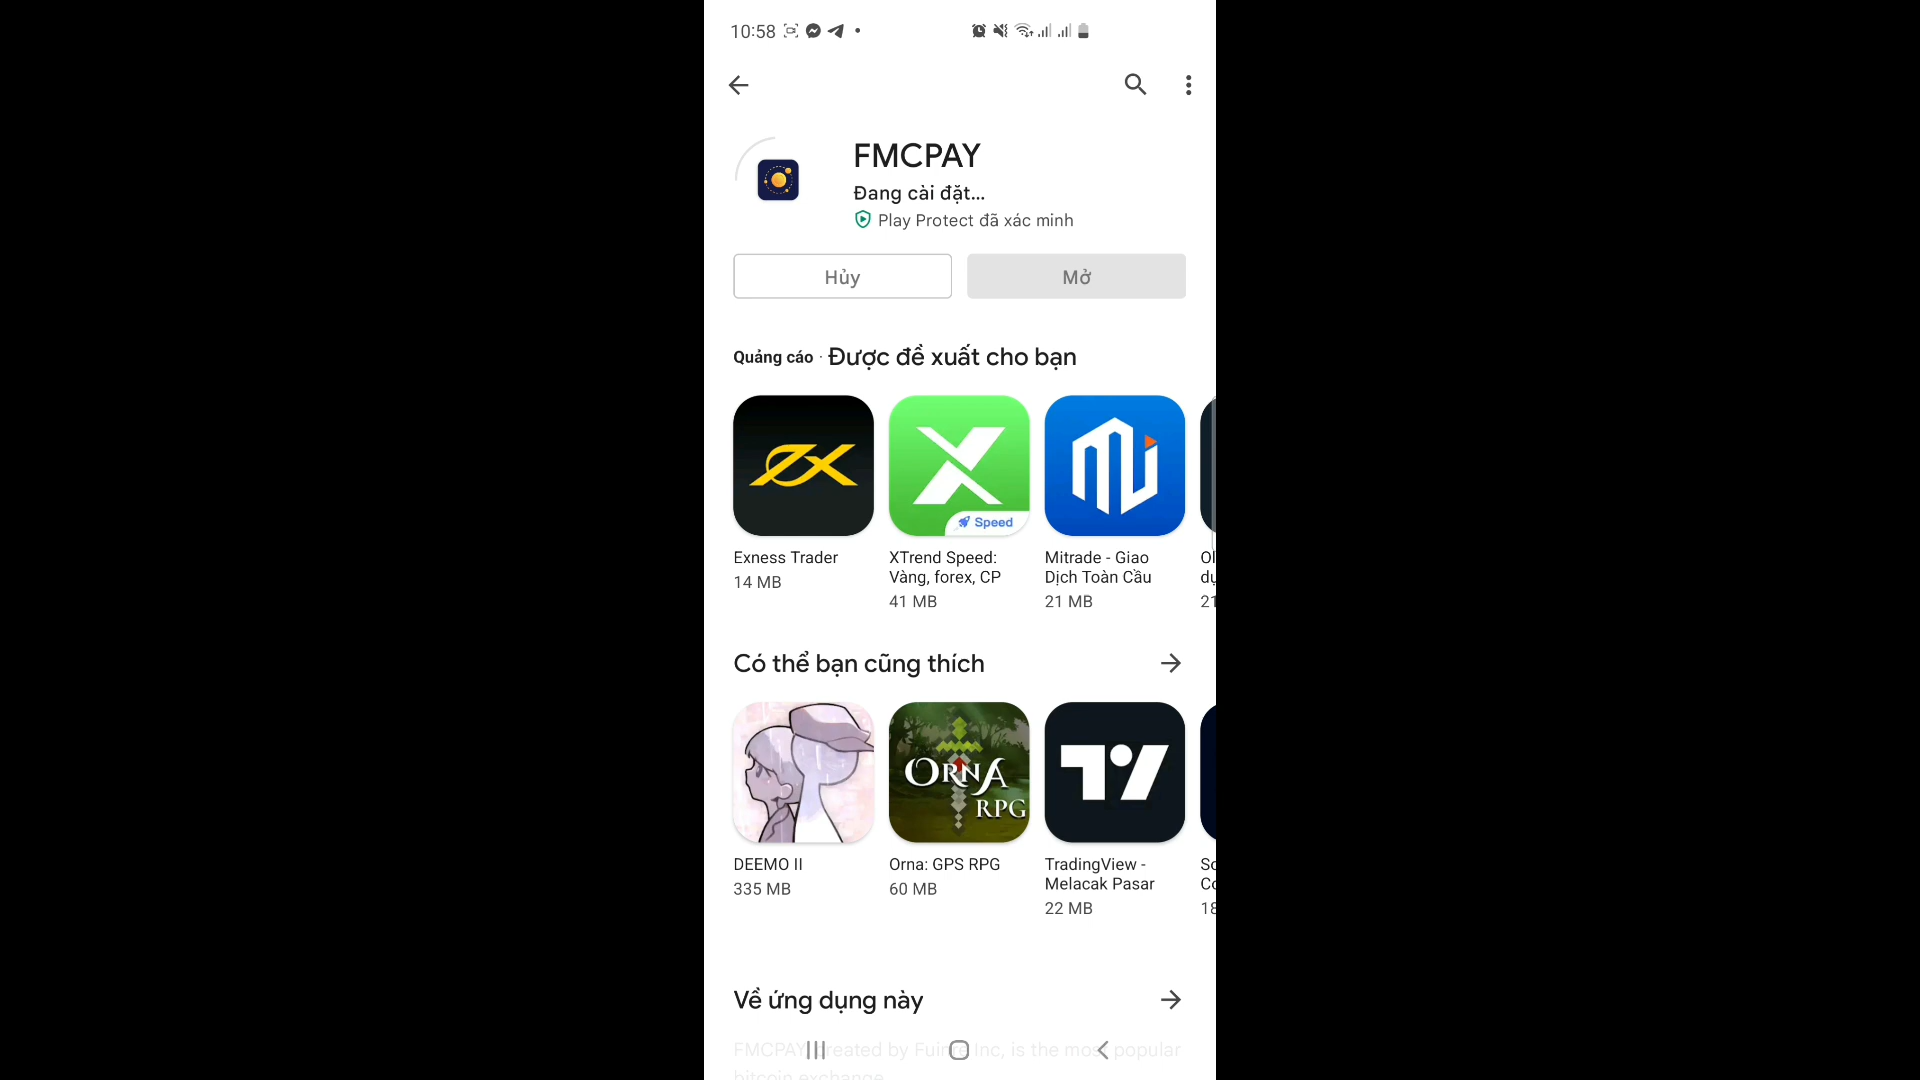 10:58
FMCPAY
Đang cài đặt...
Play Protect đã xác minh
Hủy
Mở
Quảng cáo · Được đề xuất cho bạn
Speed
Exness Trader
14 MB
XTrend Speed:
Vàng, forex, CP
41 MB
Mitrade - Giao
Dịch Toàn Cầu
21 MB
Có thể bạn cũng thích
ORNA
RPG
DEEMO II
335 MB
Orna: GPS RPG
60 MB
TradingView -
Melacak Pasar
22 MB
Về ứng dụng này
FMCPAY, created by Inc, is the most popular
bitcoin exchange